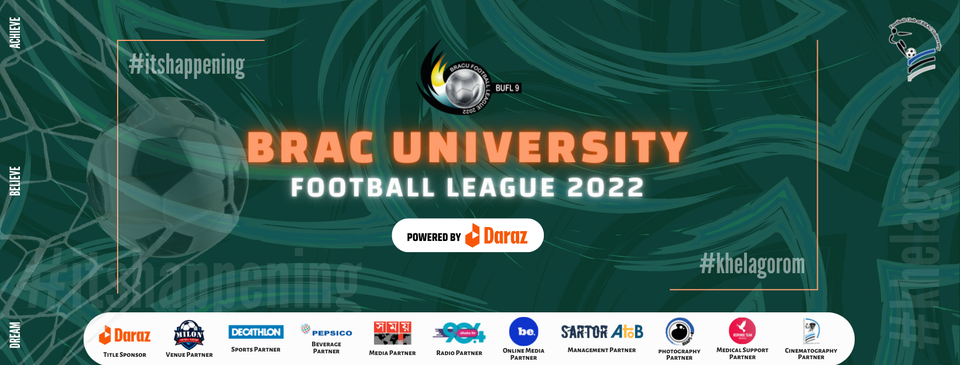 ACHIEVE
BELIEVE
DREAM
#itshappening
BRACU FOOTBALL LEAGUE 2022
BUFL 9
BRAC UNIVERSITY
FOOTBALL LEAGUE 2022
POWERED BY Daraz
#khelagorom
#itshappening
#khelagorom
Daraz
TITLE SPONSOR
MILON
VENUE PARTNER
DECATHLON
SPORTS PARTNER
PEPSICO
BEVERAGE
PARTNER
সময়
MEDIA PARTNER
RADIO PARTNER
be.
ONLINE MEDIA
PARTNER
SARTOR AtoB
MANAGEMENT PARTNER
PHOTOGRAPHY
PARTNER
MEDICAL SUPPORT
PARTNER
CINEMATOGRAPHY
PARTNER